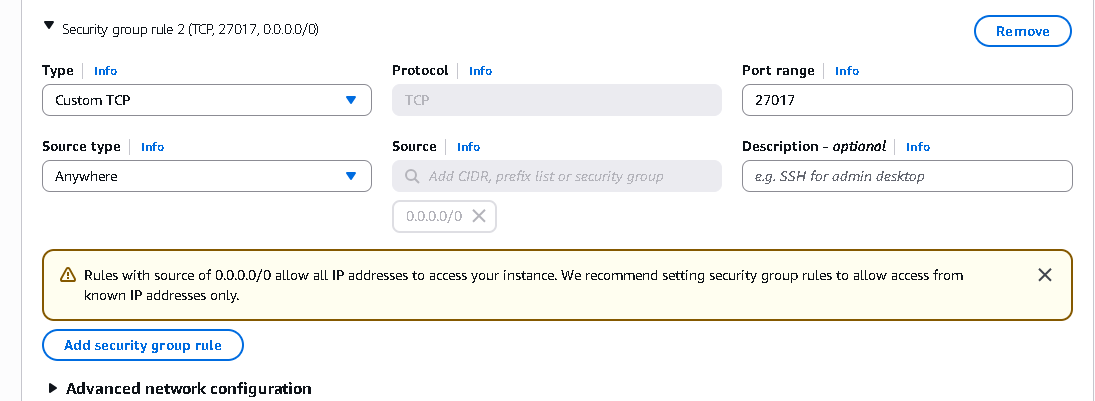 Security group rule 2 (TCP, 27017, 0.0.0.0/0)
Remove
Type Info
Protocol Info
Port range Info
Custom TCP
TCP
27017
Source type Info
Source Info
Description - optional Info
Anywhere
Add CIDR, prefix list or security group
e.g. SSH for admin desktop
0.0.0.0/0
Rules with source of 0.0.0.0/0 allow all IP addresses to access your instance. We recommend setting security group rules to allow access from
known IP addresses only.
Add security group rule
Advanced network configuration